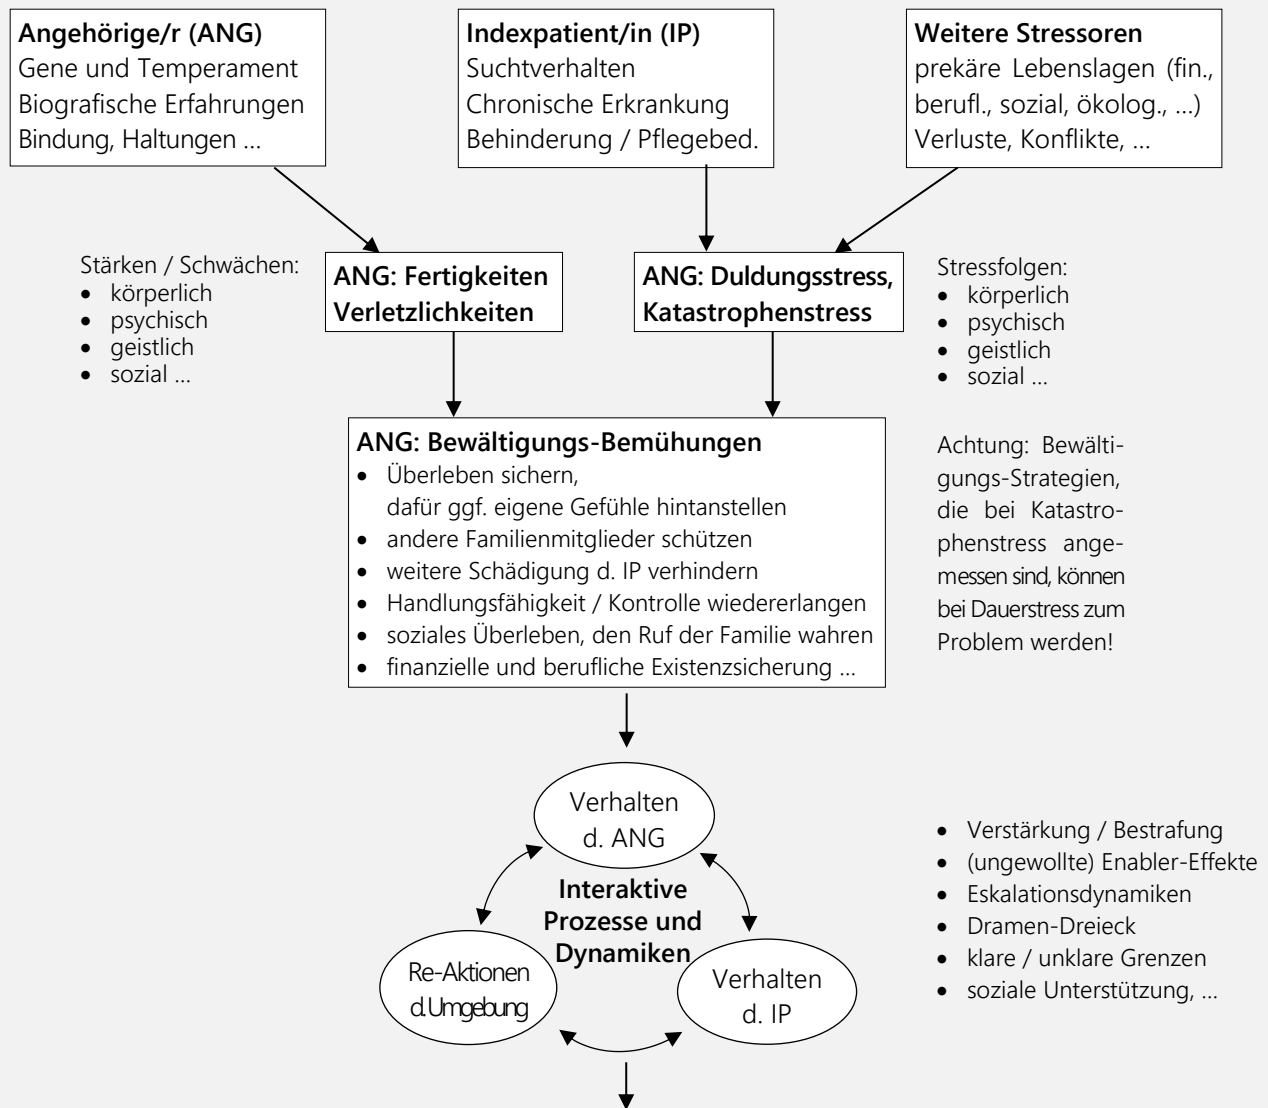 Angehörige/r (ANG)
Gene und Temperament
Biografische Erfahrungen
Bindung, Haltungen ...
Indexpatient/in (IP)
Suchtverhalten
Chronische Erkrankung
Behinderung / Pflegebed.
Weitere Stressoren
prekäre Lebenslagen (fin.,
berufl., sozial, ökolog., ...)
Verluste, Konflikte, ...
Stärken / Schwächen:
• körperlich
• psychisch
• geistlich
• sozial ...
ANG: Fertigkeiten
Verletzlichkeiten
ANG: Duldungsstress,
Katastrophenstress
Stressfolgen:
• körperlich
• psychisch
• geistlich
• sozial ...
ANG: Bewältigungs-Bemühungen
• Überleben sichern,
dafür ggf. eigene Gefühle hintanstellen
• andere Familienmitglieder schützen
• weitere Schädigung d. IP verhindern
• Handlungsfähigkeit / Kontrolle wiedererlangen
• soziales Überleben, den Ruf der Familie wahren
• finanzielle und berufliche Existenzsicherung ...
Achtung: Bewälti-
gungs-Strategien,
die bei Katastro-
phenstress ange-
messen sind, können
bei Dauerstress zum
Problem werden!
Verhalten
d. ANG
Interaktive
Prozesse und
Dynamiken
Re-Aktionen
d.Umgebung
Verhalten
d. IP
• Verstärkung / Bestrafung
• (ungewollte) Enabler-Effekte
• Eskalationsdynamiken
• Dramen-Dreieck
• klare / unklare Grenzen
• soziale Unterstützung, ...